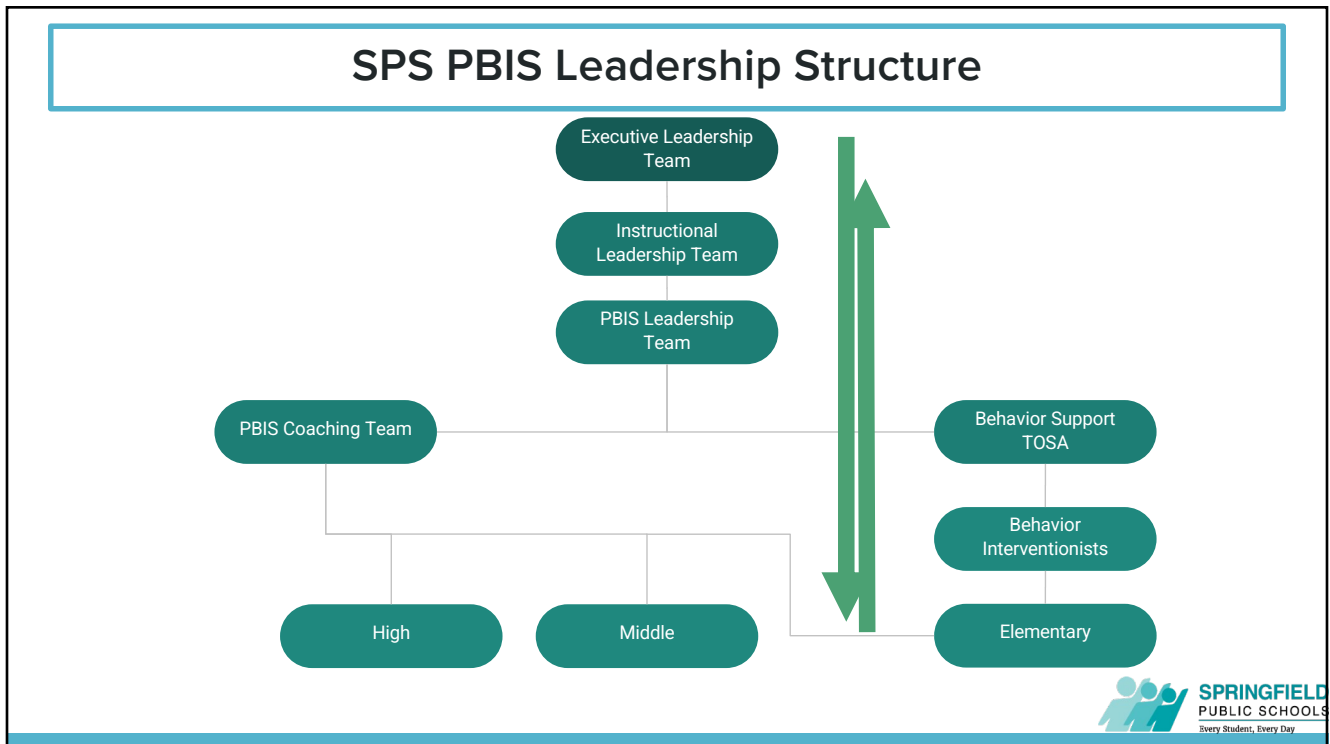 SPS PBIS Leadership Structure
Executive Leadership
Team
Instructional
Leadership Team
PBIS Leadership
Team
PBIS Coaching Team
Behavior Support
TOSA
Behavior
Interventionists
High
Middle
Elementary
SPRINGFIELD
PUBLIC SCHOOLS
Every Student, Every Day